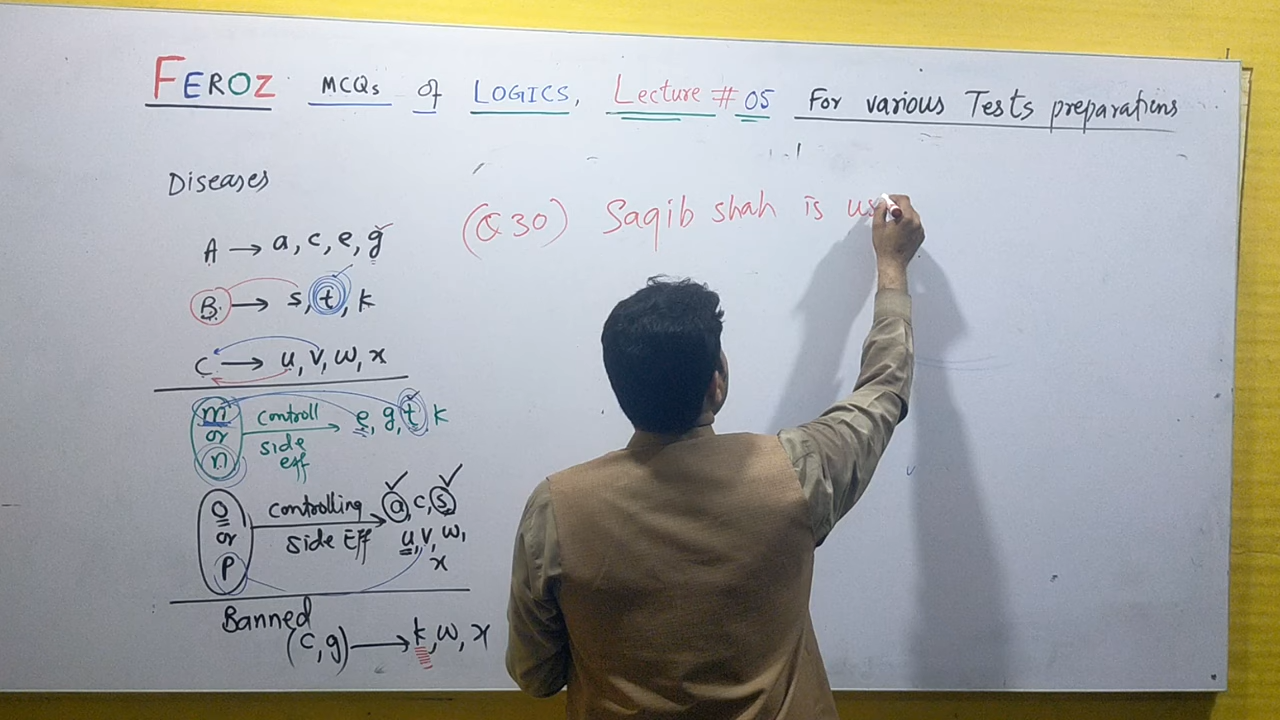 FEROZ MCQs of LOGICS, Lecture # 05 For various Tests preparations
Diseases
A → a, c, e, g
B → s, t, k
C → u, v, w, x
m or n controll side eff → e, g, t, k
O or P controlling side Eff → a, c, s, u, v, w, x
Banned
(c, g) → k, w, x
(Q 30) Saqib shah is us